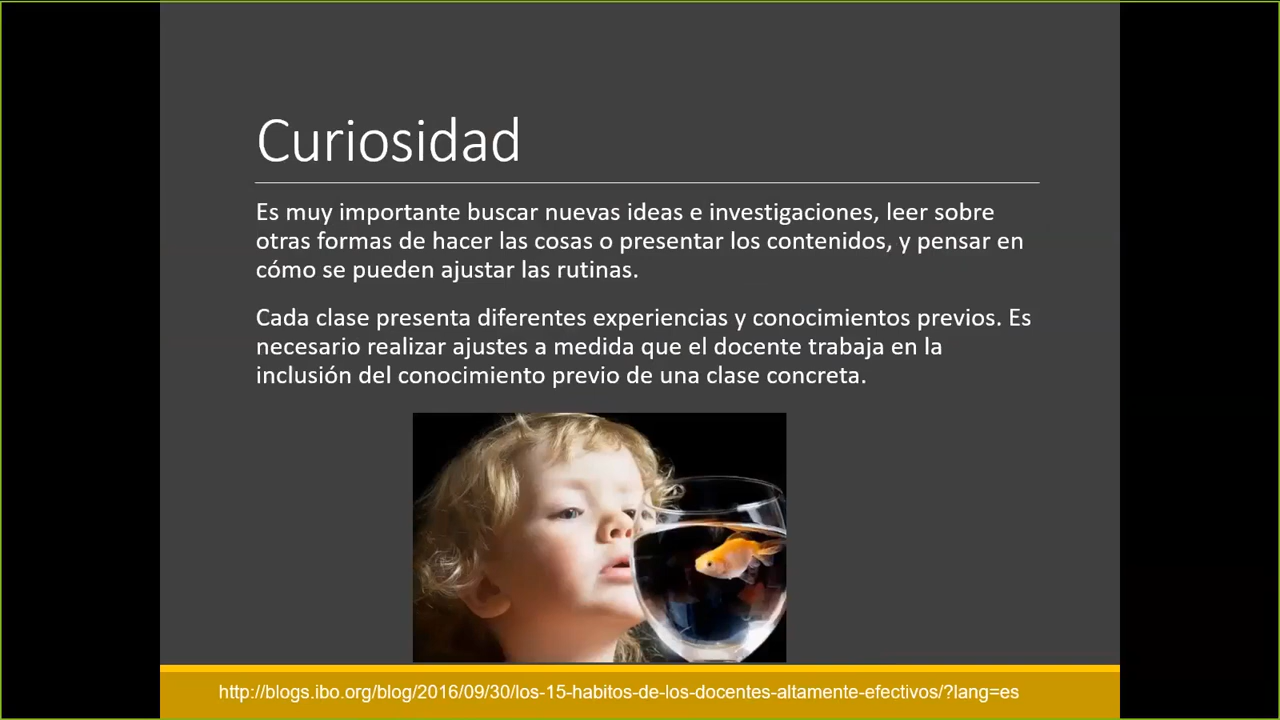 Curiosidad
Es muy importante buscar nuevas ideas e investigaciones, leer sobre
otras formas de hacer las cosas o presentar los contenidos, y pensar en
cómo se pueden ajustar las rutinas.
Cada clase presenta diferentes experiencias y conocimientos previos. Es
necesario realizar ajustes a medida que el docente trabaja en la
inclusión del conocimiento previo de una clase concreta.
http://blogs.ibo.org/blog/2016/09/30/los-15-habitos-de-los-docentes-altamente-efectivos/?lang=es